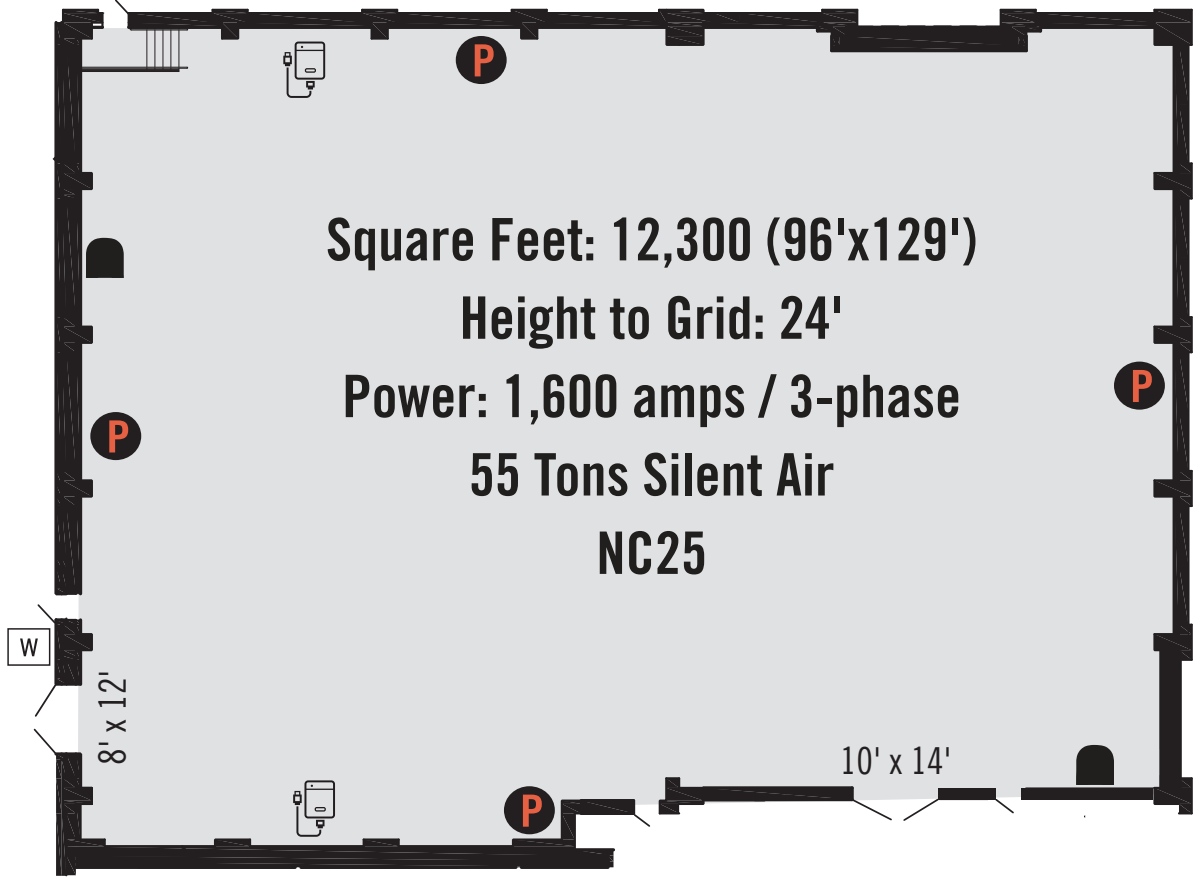 P
Square Feet: 12,300 (96'x129')
Height to Grid: 24'
Power: 1,600 amps / 3-phase
P
55 Tons Silent Air
P
NC25
W
8' x 12'
10' x 14'
P